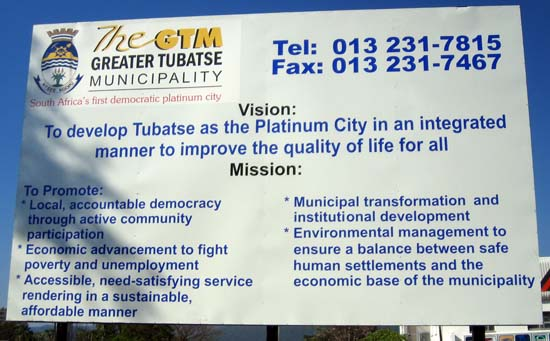 The GTM
GREATER TUBATSE
MUNICIPALITY
South Africa's first democratic platinum city
Tel: 013 231-7815
Fax: 013 231-7467
Vision:
To develop Tubatse as the Platinum City in an integrated
manner to improve the quality of life for all
Mission:
To Promote:
* Local, accountable democracy
through active community
participation
* Economic advancement to fight
poverty and unemployment
* Accessible, need-satisfying service
rendering in a sustainable,
affordable manner
* Municipal transformation and
institutional development
* Environmental management to
ensure a balance between safe
human settlements and the
economic base of the municipality